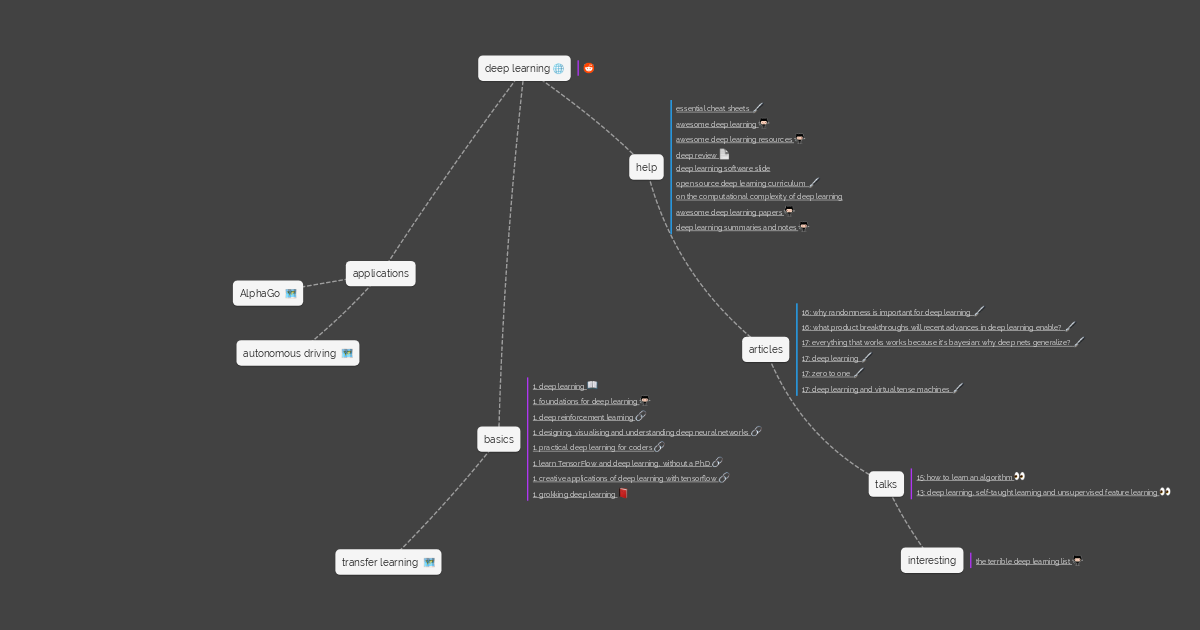 deep learning
essential cheat sheets
awesome deep learning
awesome deep learning resources
deep review
help
deep learning software slide
open source deep learning curriculum
on the computational complexity of deep learning
awesome deep learning papers
deep learning summaries and notes
applications
AlphaGo
autonomous driving
16: why randomness is important for deep learning
16: what product breakthroughs will recent advances in deep learning enable?
17: everything that works works because it's bayesian: why deep nets generalize?
articles
17: deep learning
17: zero to one
17: deep learning and virtual tense machines
1. deep learning
1. foundations for deep learning
1. deep reinforcement learning
1. designing, visualising and understanding deep neural networks
basics
1. practical deep learning for coders
1. learn TensorFlow and deep learning, without a Ph.D
1. creative applications of deep learning with tensorflow
1. grokking deep learning
15: how to learn an algorithm
talks
13: deep learning, self-taught learning and unsupervised feature learning
transfer learning
interesting
the terrible deep learning list